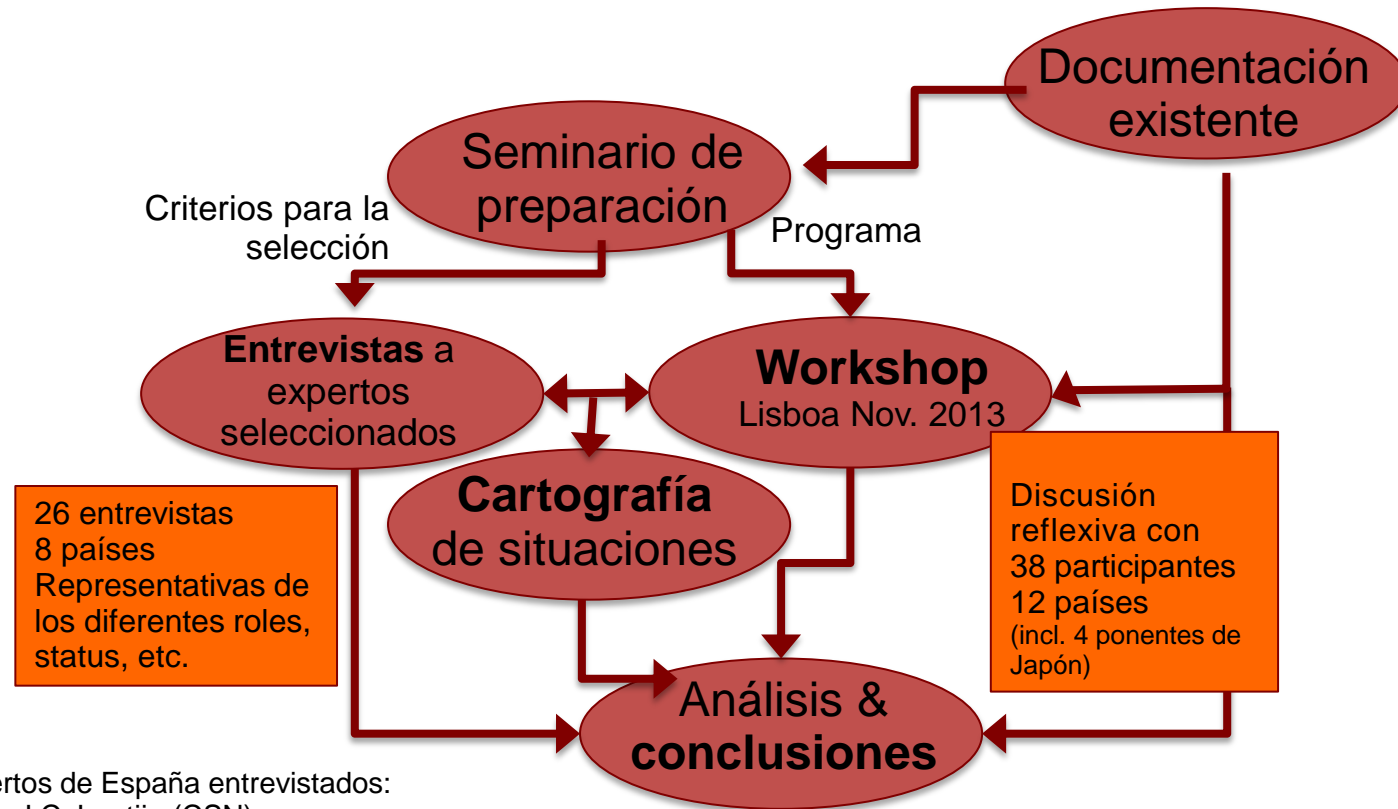 Documentación
existente
Seminario de
preparación
Criterios para la
selección
Programa
Entrevistas a
expertos
seleccionados
Workshop
Lisboa Nov. 2013
Cartografía
de situaciones
26 entrevistas
8 países
Representativas de
los diferentes roles,
status, etc.
Discusión
reflexiva con
38 participantes
12 países
(incl. 4 ponentes de
Japón)
Análisis &
conclusiones
de España entrevistados: